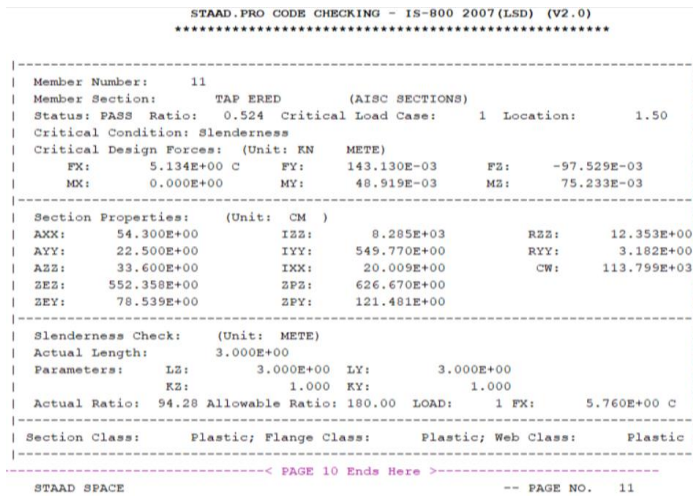 STAAD.PRO CODE CHECKING - IS-800 2007(LSD) (V2.0)
********************************************************
|-----------------------------------------------------------------
| Member Number: 11
| Member Section: TAP ERED (AISC SECTIONS)
| Status: PASS Ratio: 0.524 Critical Load Case: 1 Location: 1.50
| Critical Condition: Slenderness
| Critical Design Forces: (Unit: KN METE)
| FX: 5.134E+00 C FY: 143.130E-03 FZ: -97.529E-03
| MX: 0.000E+00 MY: 48.919E-03 MZ: 75.233E-03
|-----------------------------------------------------------------
| Section Properties: (Unit: CM )
| AXX: 54.300E+00 IZZ: 8.285E+03 RZZ: 12.353E+00
| AYY: 22.500E+00 IYY: 549.770E+00 RYY: 3.182E+00
| AZZ: 33.600E+00 IXX: 20.009E+00 CW: 113.799E+03
| ZEZ: 552.358E+00 ZPZ: 626.670E+00
| ZEY: 78.539E+00 ZPY: 121.481E+00
|-----------------------------------------------------------------
| Slenderness Check: (Unit: METE)
| Actual Length: 3.000E+00
| Parameters: LZ: 3.000E+00 LY: 3.000E+00
| KZ: 1.000 KY: 1.000
| Actual Ratio: 94.28 Allowable Ratio: 180.00 LOAD: 1 FX: 5.760E+00 C
|-----------------------------------------------------------------
| Section Class: Plastic; Flange Class: Plastic; Web Class: Plastic
|-----------------------------------------------------------------
--------------------------< PAGE 10 Ends Here >--------------------------
STAAD SPACE -- PAGE NO. 11